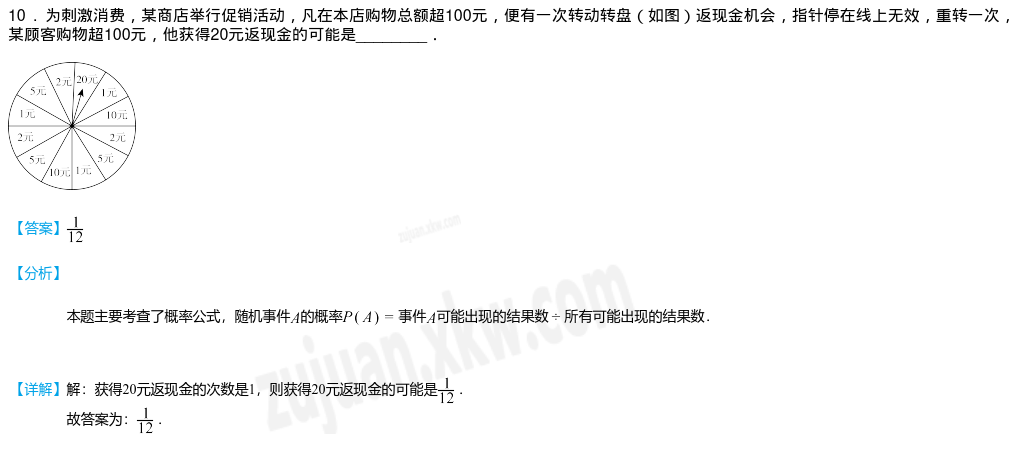 10．为刺激消费，某商店举行促销活动，凡在本店购物总额超100元，便有一次转动转盘（如图）返现金机会，指针停在线上无效，重转一次，
某顾客购物超100元，他获得20元返现金的可能是________．
2元 20元
5元 1元
1元 10元
2元 2元
5元 5元
10元 1元
【答案】1/12
【分析】
本题主要考查了概率公式，随机事件A的概率P(A)=事件A可能出现的结果数÷所有可能出现的结果数．
【详解】解：获得20元返现金的次数是1，则获得20元返现金的可能是1/12．
故答案为：1/12．
zujuan.xkw.com
zujuan.xkw.com